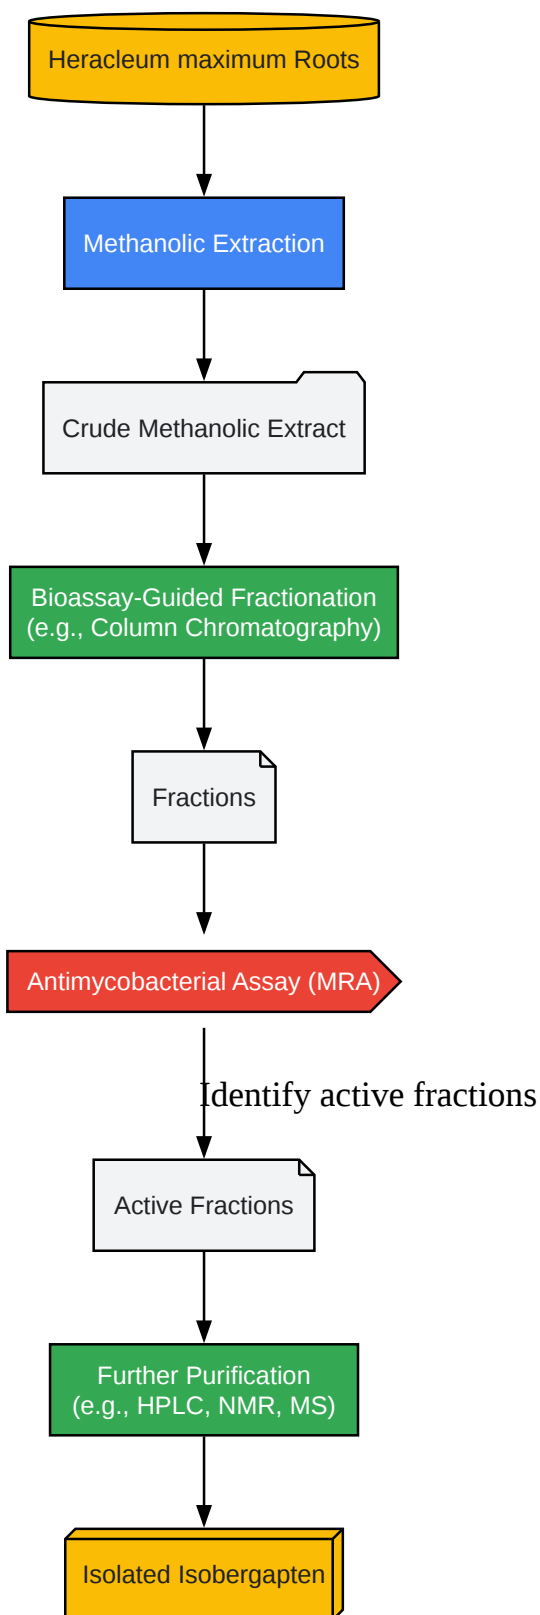 Heracleum maximum Roots
Methanolic Extraction
Crude Methanolic Extract
Bioassay-Guided Fractionation
(e.g., Column Chromatography)
Fractions
Antimycobacterial Assay (MRA)
Identify active fractions
Active Fractions
Further Purification
(e.g., HPLC, NMR, MS)
Isolated Isobergapten